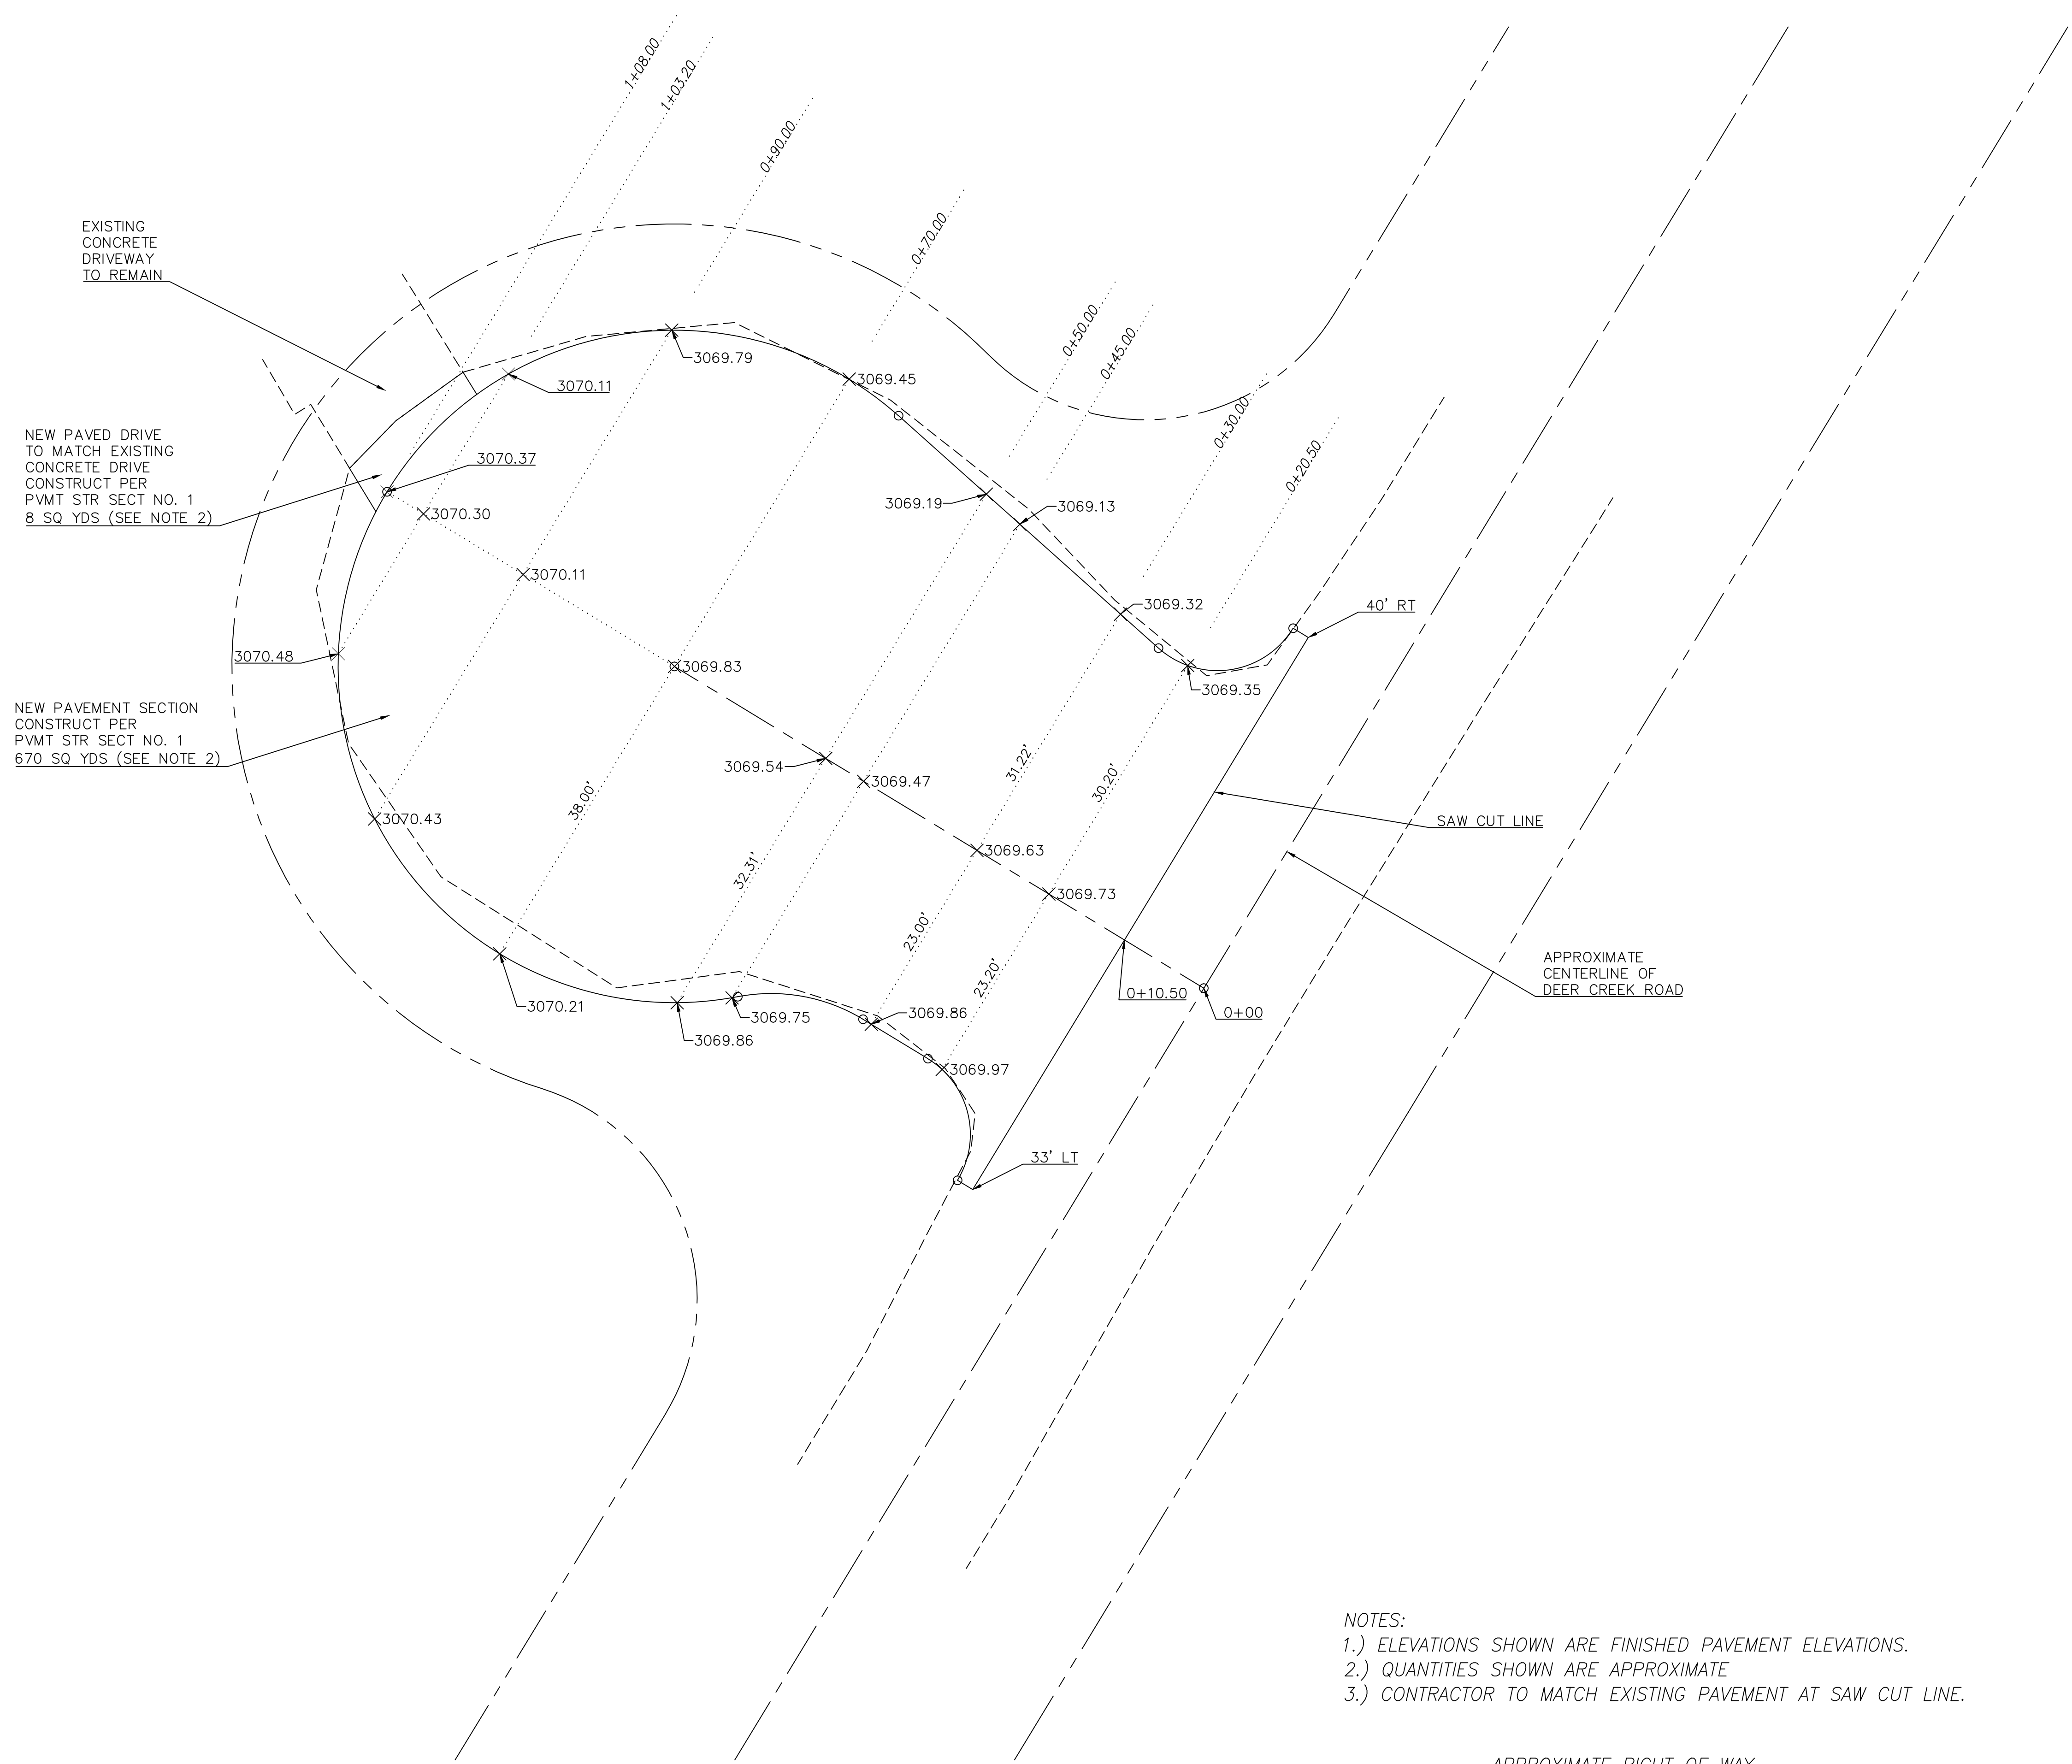 1+08.00
1+03.20
0+90.00
0+70.00
0+50.00
0+45.00
0+30.00
0+20.50
EXISTING
CONCRETE
DRIVEWAY
TO REMAIN
3069.79
3070.11
3069.45
NEW PAVED DRIVE
TO MATCH EXISTING
CONCRETE DRIVE
CONSTRUCT PER
PVMT STR SECT NO. 1
8 SQ YDS (SEE NOTE 2)
3070.37
3070.30
3069.19
3069.13
3070.11
3069.32
40' RT
3070.48
3069.83
3069.35
NEW PAVEMENT SECTION
CONSTRUCT PER
PVMT STR SECT NO. 1
670 SQ YDS (SEE NOTE 2)
3069.54
3069.47
31.22'
30.20'
38.00'
3070.43
SAW CUT LINE
3069.63
32.31'
3069.73
23.00'
23.20'
APPROXIMATE
CENTERLINE OF
DEER CREEK ROAD
0+10.50
0+00
3070.21
3069.75
3069.86
3069.86
3069.97
33' LT
NOTES:
1.) ELEVATIONS SHOWN ARE FINISHED PAVEMENT ELEVATIONS.
2.) QUANTITIES SHOWN ARE APPROXIMATE
3.) CONTRACTOR TO MATCH EXISTING PAVEMENT AT SAW CUT LINE.
APPROXIMATE RIGHT OF WAY